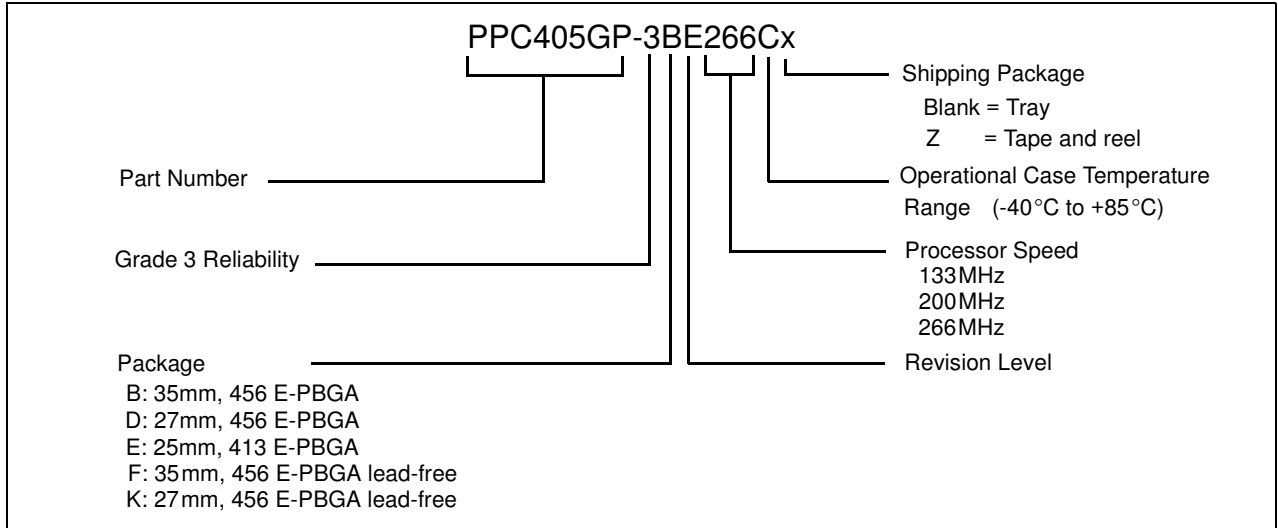 PPC405GP-3BE266Cx
Shipping Package
Blank = Tray
Z = Tape and reel
Part Number
Operational Case Temperature
Range (-40°C to +85°C)
Grade 3 Reliability
Processor Speed
133MHz
200MHz
266MHz
Package
B: 35mm, 456 E-PBGA
D: 27mm, 456 E-PBGA
E: 25mm, 413 E-PBGA
F: 35mm, 456 E-PBGA lead-free
K: 27mm, 456 E-PBGA lead-free
Revision Level